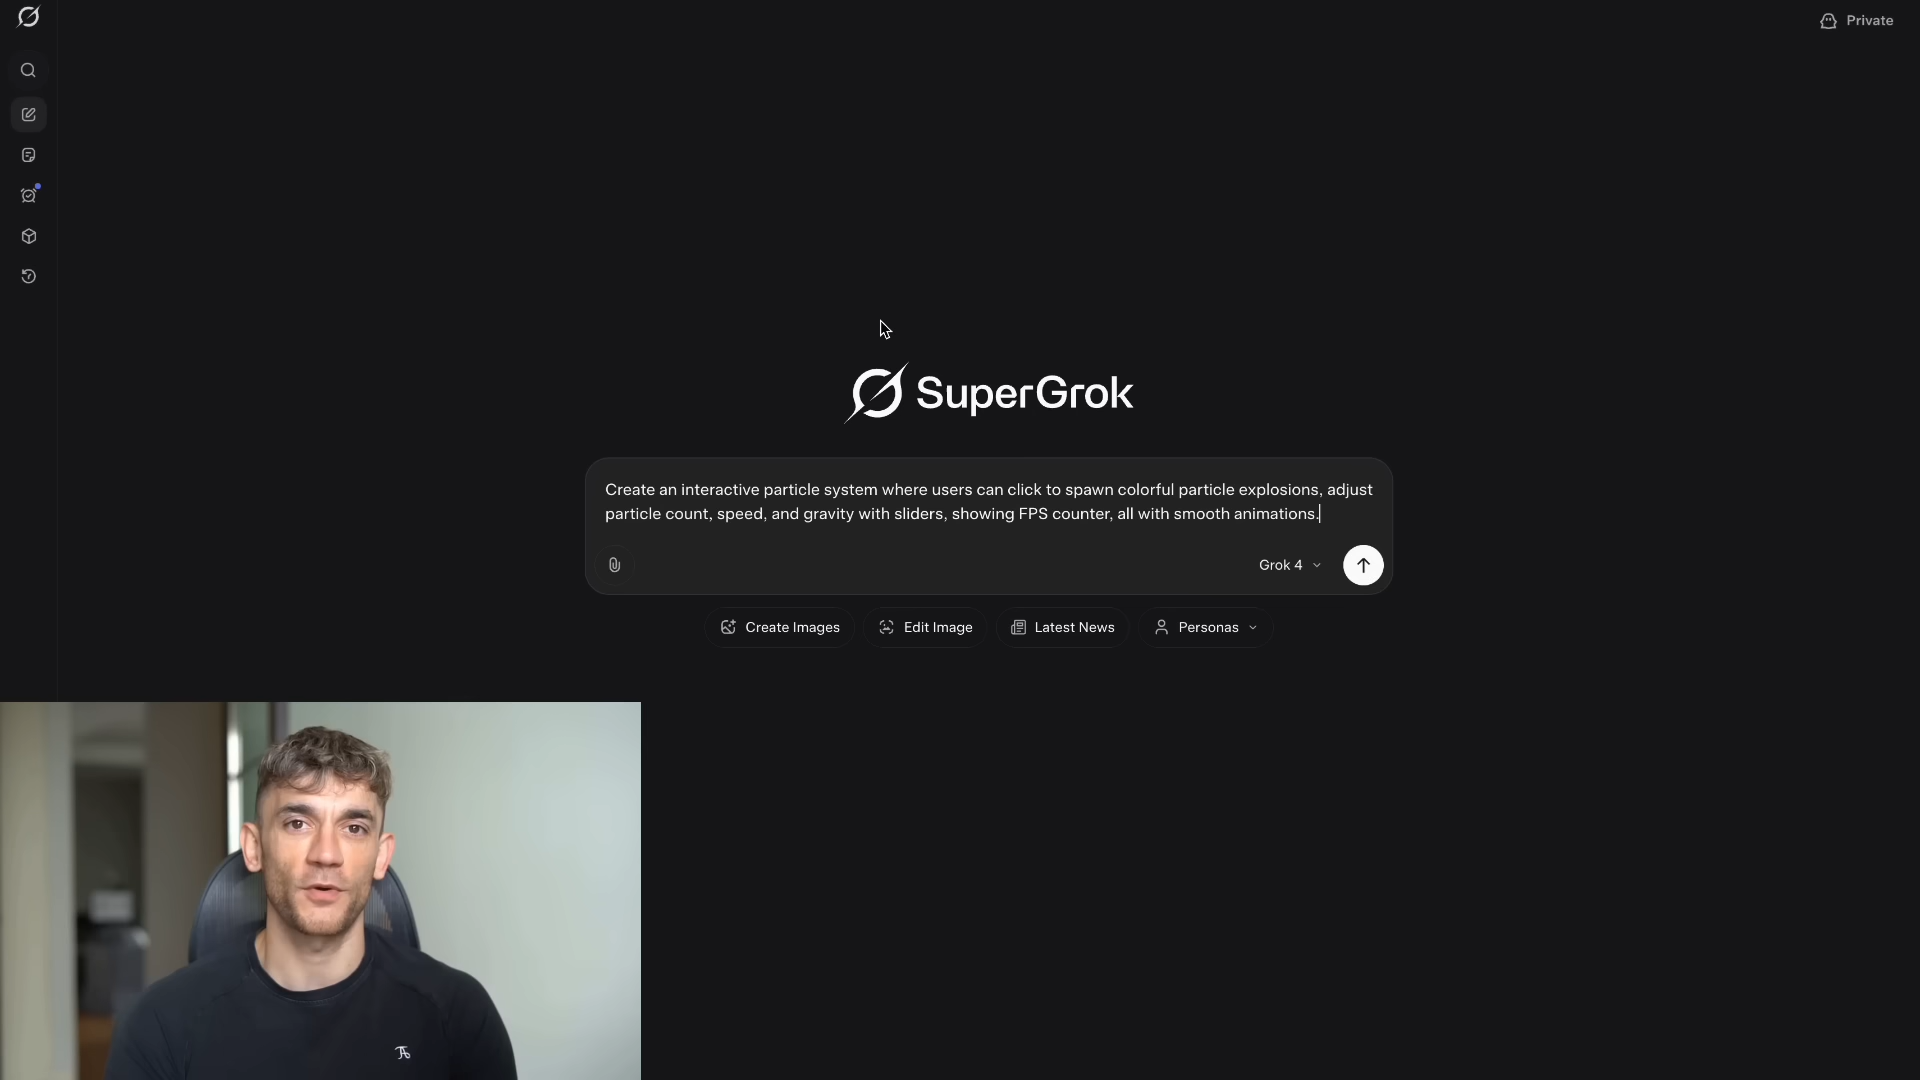 Private
SuperGrok
Create an interactive particle system where users can click to spawn colorful particle explosions, adjust
particle count, speed, and gravity with sliders, showing FPS counter, all with smooth animations.
Grok 4
Create Images
Edit Image
Latest News
Personas